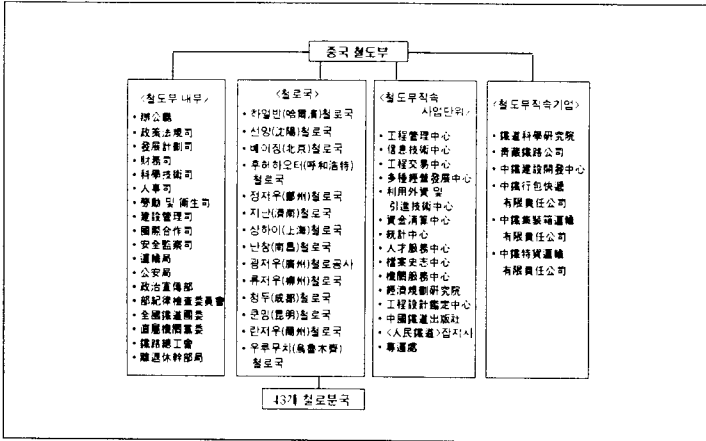 중국 철도부
<철도부 내부>
• 辦公廳
• 政策法規司
• 發展計劃司
• 財務司
• 科學技術司
• 人事司
• 勞動 및 衛生司
• 建設管理司
• 國際合作司
• 安全監察司
• 運輸局
• 公安局
• 政治宣傳部
• 部紀律檢查委員會
• 全國鐵道團委
• 直屬機關黨委
• 鐵路總工會
• 離退休幹部局
<철로국>
• 하얼빈(哈爾濱)철로국
• 선양(沈陽)철로국
• 베이징(北京)철로국
• 후허하오터(呼和浩特)
철로국
• 정저우(鄭州)철로국
• 지난(濟南)철로국
• 상하이(上海)철로국
• 난창(南昌)철로국
• 광저우(廣州)철로공사
• 류저우(柳州)철로국
• 청두(成都)철로국
• 쿤밍(昆明)철로국
• 란저우(蘭州)철로국
• 우루무치(烏魯木齊)
철로국
<철도부직속
사업단위>
• 工程管理中心
• 信息技術中心
• 工程交易中心
• 多種經營發展中心
• 利用外資 및
引進技術中心
• 資金淸算中心
• 統計中心
• 人才服務中心
• 檔案史志中心
• 機關服務中心
• 經濟規劃硏究院
• 工程設計鑑定中心
• 中國鐵道出版社
• <人民鐵道>잡지사
• 專運處
<철도부직속기업>
• 鐵道科學硏究院
• 靑藏鐵路公司
• 中鐵建設開發中心
• 中鐵行包快遞
有限責任公司
• 中鐵集裝箱運輸
有限責任公司
• 中鐵特貨運輸
有限責任公司
43개 철로분국